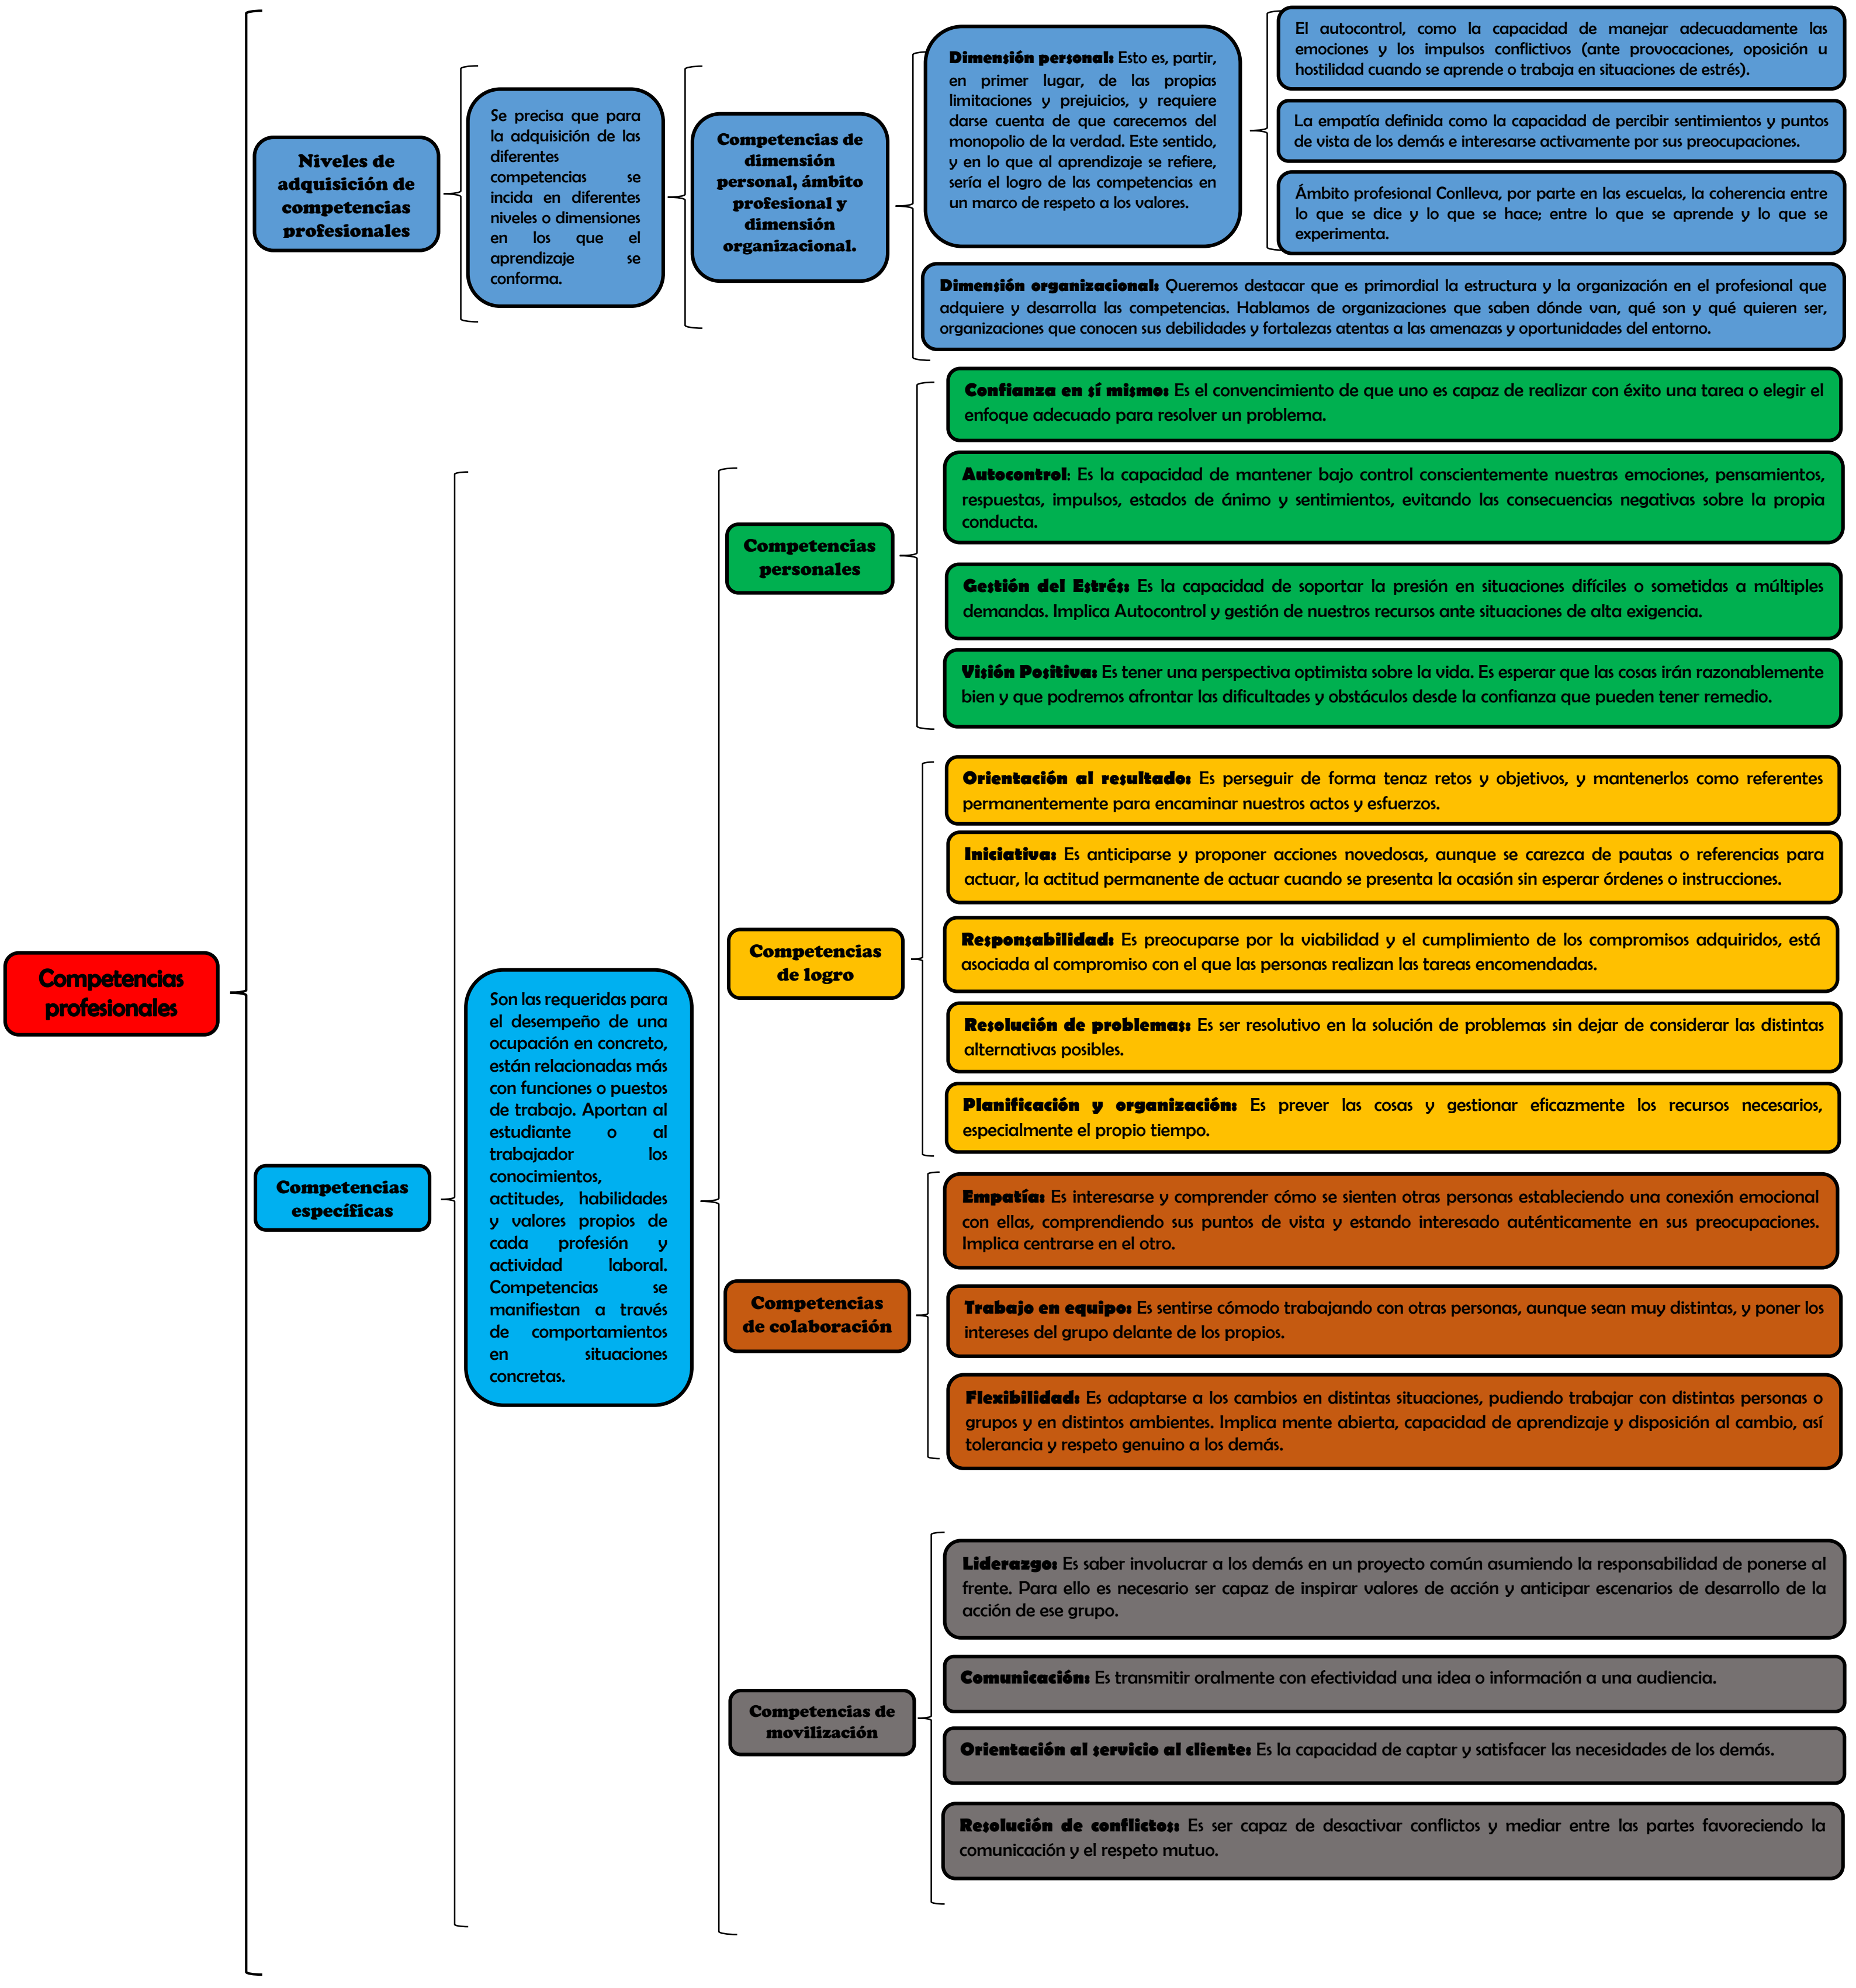 Competencias
profesionales
Niveles de
adquisición de
competencias
profesionales
Se precisa que para
la adquisición de las
diferentes
competencias se
incida en diferentes
niveles o dimensiones
en los que el
aprendizaje se
conforma.
Competencias de
dimensión
personal, ámbito
profesional y
dimensión
organizacional.
Dimensión personal: Esto es, partir,
en primer lugar, de las propias
limitaciones y prejuicios, y requiere
darse cuenta de que carecemos del
monopolio de la verdad. Este sentido,
y en lo que al aprendizaje se refiere,
sería el logro de las competencias en
un marco de respeto a los valores.
El autocontrol, como la capacidad de manejar adecuadamente las
emociones y los impulsos conflictivos (ante provocaciones, oposición u
hostilidad cuando se aprende o trabaja en situaciones de estrés).
La empatía definida como la capacidad de percibir sentimientos y puntos
de vista de los demás e interesarse activamente por sus preocupaciones.
Ámbito profesional Conlleva, por parte en las escuelas, la coherencia entre
lo que se dice y lo que se hace; entre lo que se aprende y lo que se
experimenta.
Dimensión organizacional: Queremos destacar que es primordial la estructura y la organización en el profesional que
adquiere y desarrolla las competencias. Hablamos de organizaciones que saben dónde van, qué son y qué quieren ser,
organizaciones que conocen sus debilidades y fortalezas atentas a las amenazas y oportunidades del entorno.
Competencias
específicas
Son las requeridas para
el desempeño de una
ocupación en concreto,
están relacionadas más
con funciones o puestos
de trabajo. Aportan al
estudiante o al
trabajador los
conocimientos,
actitudes, habilidades
y valores propios de
cada profesión y
actividad laboral.
Competencias se
manifiestan a través
de comportamientos
en situaciones
concretas.
Competencias
personales
Confianza en sí mismo: Es el convencimiento de que uno es capaz de realizar con éxito una tarea o elegir el
enfoque adecuado para resolver un problema.
Autocontrol: Es la capacidad de mantener bajo control conscientemente nuestras emociones, pensamientos,
respuestas, impulsos, estados de ánimo y sentimientos, evitando las consecuencias negativas sobre la propia
conducta.
Gestión del Estrés: Es la capacidad de soportar la presión en situaciones difíciles o sometidas a múltiples
demandas. Implica Autocontrol y gestión de nuestros recursos ante situaciones de alta exigencia.
Visión Positiva: Es tener una perspectiva optimista sobre la vida. Es esperar que las cosas irán razonablemente
bien y que podremos afrontar las dificultades y obstáculos desde la confianza que pueden tener remedio.
Competencias
de logro
Orientación al resultado: Es perseguir de forma tenaz retos y objetivos, y mantenerlos como referentes
permanentemente para encaminar nuestros actos y esfuerzos.
Iniciativa: Es anticiparse y proponer acciones novedosas, aunque se carezca de pautas o referencias para
actuar, la actitud permanente de actuar cuando se presenta la ocasión sin esperar órdenes o instrucciones.
Responsabilidad: Es preocuparse por la viabilidad y el cumplimiento de los compromisos adquiridos, está
asociada al compromiso con el que las personas realizan las tareas encomendadas.
Resolución de problemas: Es ser resolutivo en la solución de problemas sin dejar de considerar las distintas
alternativas posibles.
Planificación y organización: Es prever las cosas y gestionar eficazmente los recursos necesarios,
especialmente el propio tiempo.
Competencias
de colaboración
Empatía: Es interesarse y comprender cómo se sienten otras personas estableciendo una conexión emocional
con ellas, comprendiendo sus puntos de vista y estando interesado auténticamente en sus preocupaciones.
Implica centrarse en el otro.
Trabajo en equipo: Es sentirse cómodo trabajando con otras personas, aunque sean muy distintas, y poner los
intereses del grupo delante de los propios.
Flexibilidad: Es adaptarse a los cambios en distintas situaciones, pudiendo trabajar con distintas personas o
grupos y en distintos ambientes. Implica mente abierta, capacidad de aprendizaje y disposición al cambio, así
tolerancia y respeto genuino a los demás.
Competencias de
movilización
Liderazgo: Es saber involucrar a los demás en un proyecto común asumiendo la responsabilidad de ponerse al
frente. Para ello es necesario ser capaz de inspirar valores de acción y anticipar escenarios de desarrollo de la
acción de ese grupo.
Comunicación: Es transmitir oralmente con efectividad una idea o información a una audiencia.
Orientación al servicio al cliente: Es la capacidad de captar y satisfacer las necesidades de los demás.
Resolución de conflictos: Es ser capaz de desactivar conflictos y mediar entre las partes favoreciendo la
comunicación y el respeto mutuo.